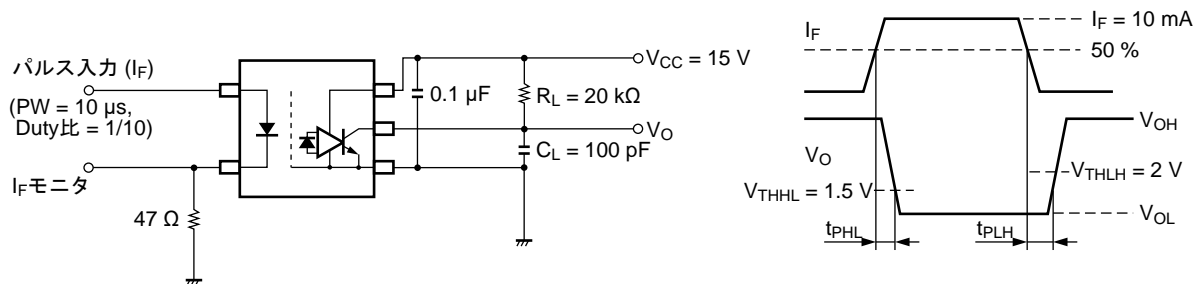 パルス入力 (IF)
(PW = 10 μs,
Duty比 = 1/10)
IFモニタ
47 Ω
0.1 μF
VCC = 15 V
RL = 20 kΩ
VO
CL = 100 pF
IF
IF = 10 mA
50 %
VOH
VO
VTHHL = 1.5 V
VTHLH = 2 V
VOL
tPHL
tPLH